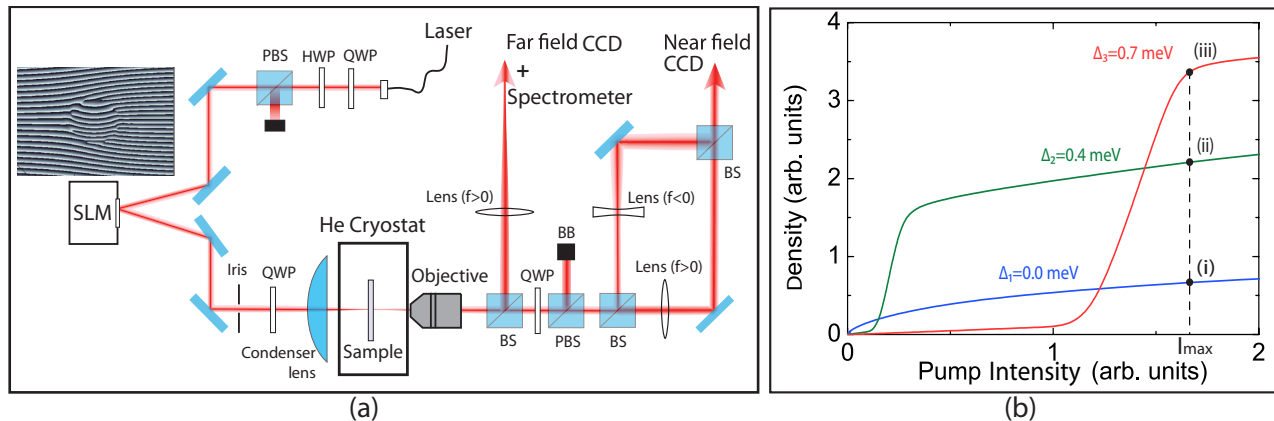 Laser
PBS
HWP
QWP
Far field CCD
+
Spectrometer
Near field
CCD
BS
SLM
Lens (f>0)
Lens (f<0)
He Cryostat
BB
Iris
QWP
Objective
QWP
Lens (f>0)
Condenser
lens
Sample
BS
PBS
BS
(a)
4
3
2
1
0
Density (arb. units)
Δ₃=0.7 meV
(iii)
Δ₂=0.4 meV
(ii)
Δ₁=0.0 meV
(i)
0
1
Imax
2
Pump Intensity (arb. units)
(b)